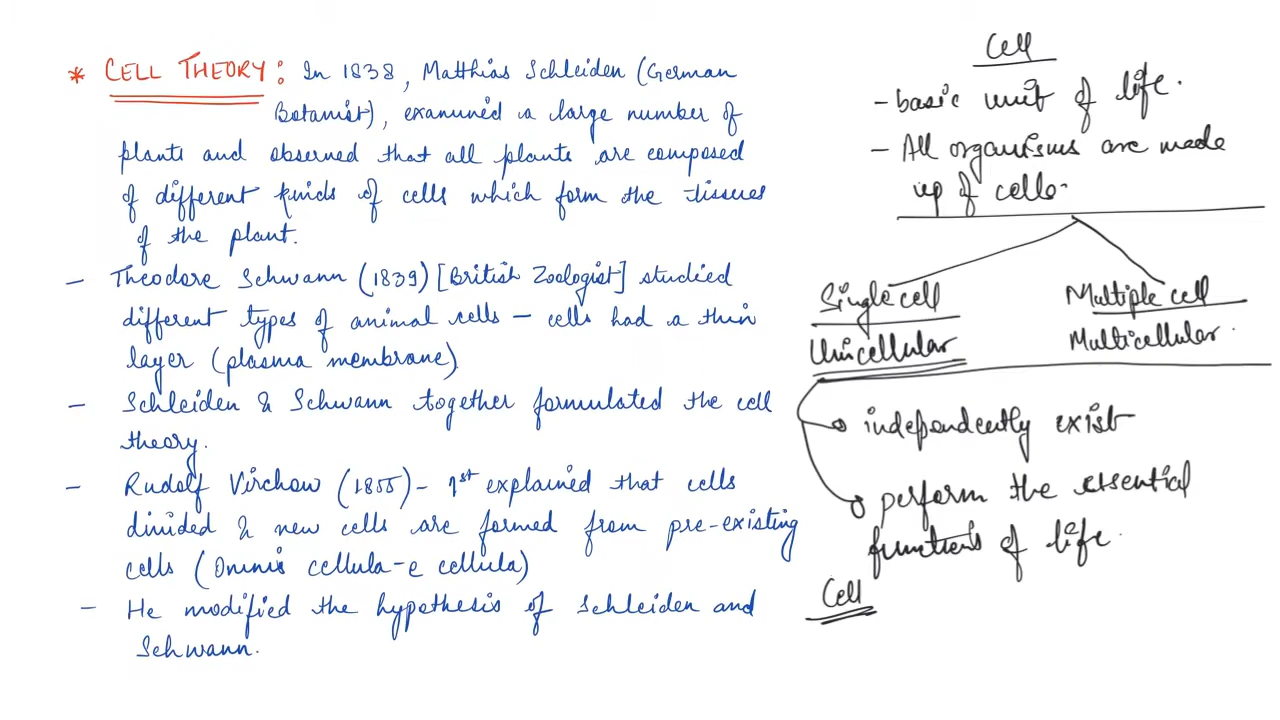 * CELL THEORY: In 1838, Matthias Schleiden (German
Botanist), examined a large number of
plants and observed that all plants are composed
of different kinds of cells which form the tissues
of the plant.
- Theodore Schwann (1839) [British Zoologist] studied
different types of animal cells - cells had a thin
layer (plasma membrane)
- Schleiden & Schwann together formulated the cell
theory.
- Rudolf Virchow (1855) - 1st explained that cells
divided & new cells are formed from pre-existing
cells (Omnis cellula-e cellula)
- He modified the hypothesis of Schleiden and
Schwann.
Cell
- basic unit of life.
- All organisms are made
up of cells.
Single cell Multiple cell
Unicellular Multicellular.
independently exist
perform the essential
functions of life.
Cell